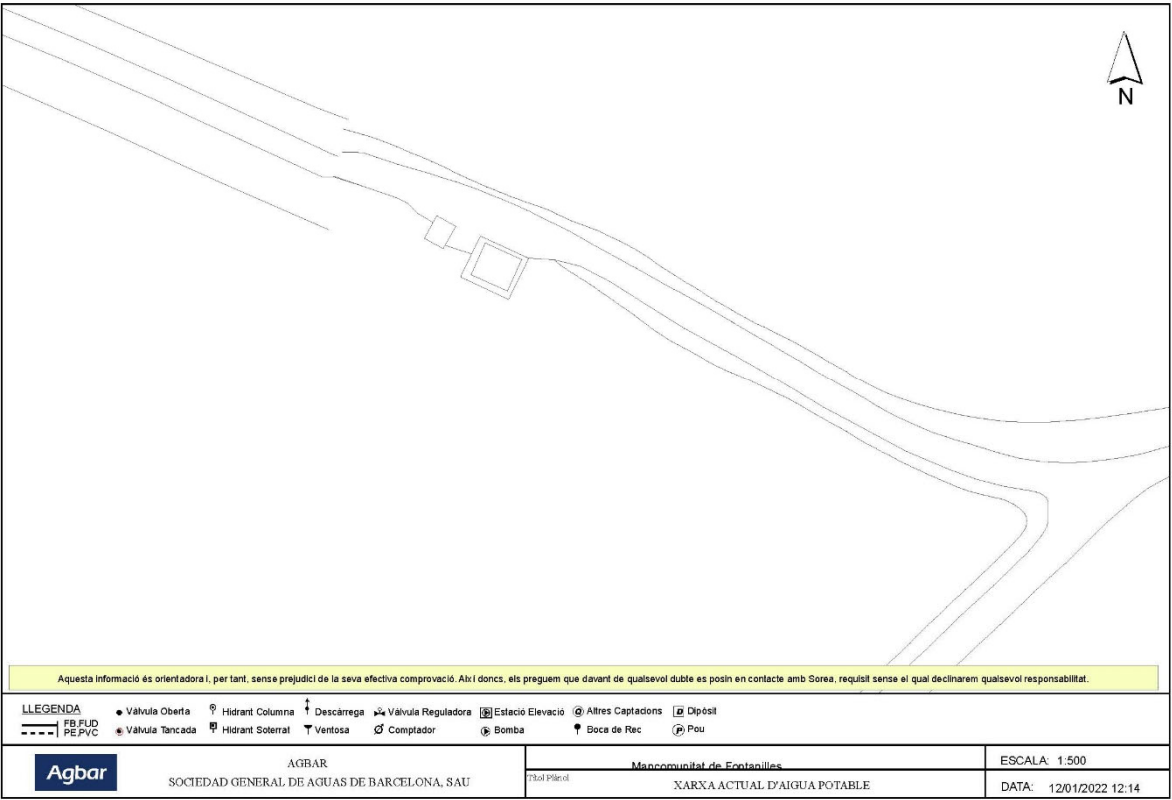 N
Aquesta informació és orientadora i, per tant, sense prejudici de la seva efectiva comprovació. Així doncs, els preguem que davant de qualsevol dubte es posin en contacte amb Sorea, requisit sense el qual declinarem qualsevol responsabilitat.
LLEGENDA
FB,FUD
PE,PVC
Válvula Oberta
Válvula Tancada
Hidrant Columna
Hidrant Soterrat
Descàrrega
Ventosa
Válvula Reguladora
Comptador
Estació Elevació
Bomba
Altres Captacions
Boca de Rec
Dipòsit
Pou
Agbar
AGBAR
SOCIEDAD GENERAL DE AGUAS DE BARCELONA, SAU
Mancomunitat de Fontanilles
Títol Plànol
XARXA ACTUAL D'AIGUA POTABLE
ESCALA: 1:500
DATA: 12/01/2022 12:14